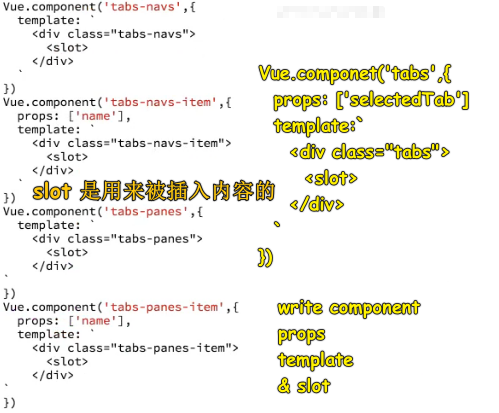 Vue.component('tabs-navs',{
  template: `
    <div class="tabs-navs">
      <slot>
    </div>
  `
})
Vue.component('tabs-navs-item',{
  props: ['name'],
  template: `
    <div class="tabs-navs-item">
      <slot>
    </div>
  `
slot 是用来被插入内容的
})
Vue.component('tabs-panes',{
  template: `
    <div class="tabs-panes">
      <slot>
    </div>
`
})
Vue.component('tabs-panes-item',{
  props: ['name'],
  template: `
    <div class="tabs-panes-item">
      <slot>
    </div>
`
})
Vue.componet('tabs',{
  props: ['selectedTab']
  template:`
    <div class="tabs">
      <slot>
    </div>
  `
})
write component
props
template
& slot